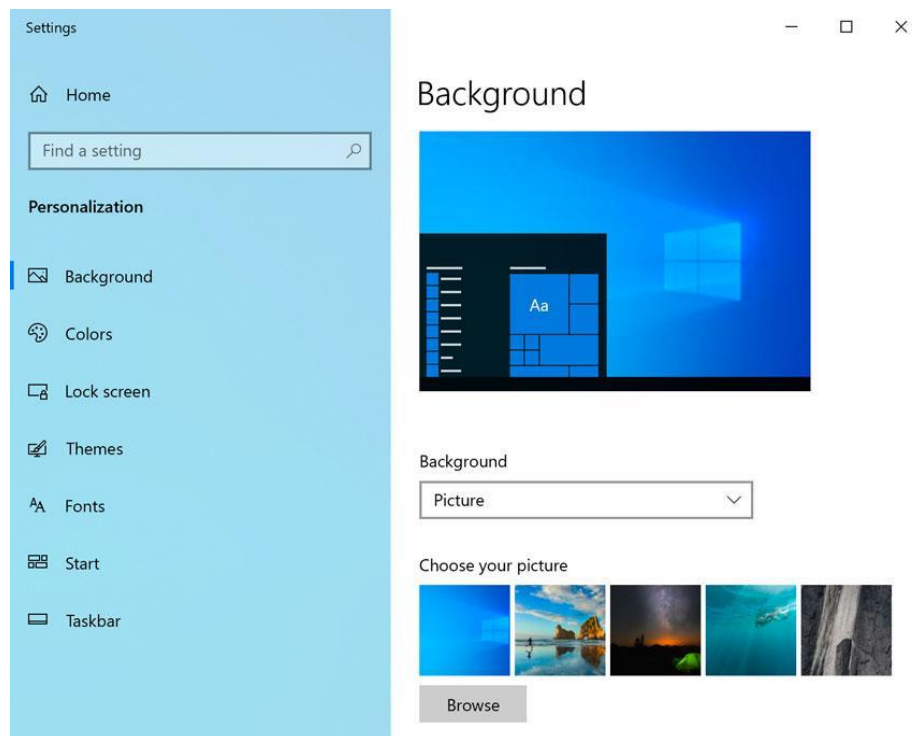 Settings
Home
Find a setting
Personalization
Background
Colors
Lock screen
Themes
Fonts
Start
Taskbar
Background
Aa
Background
Picture
Choose your picture
Browse